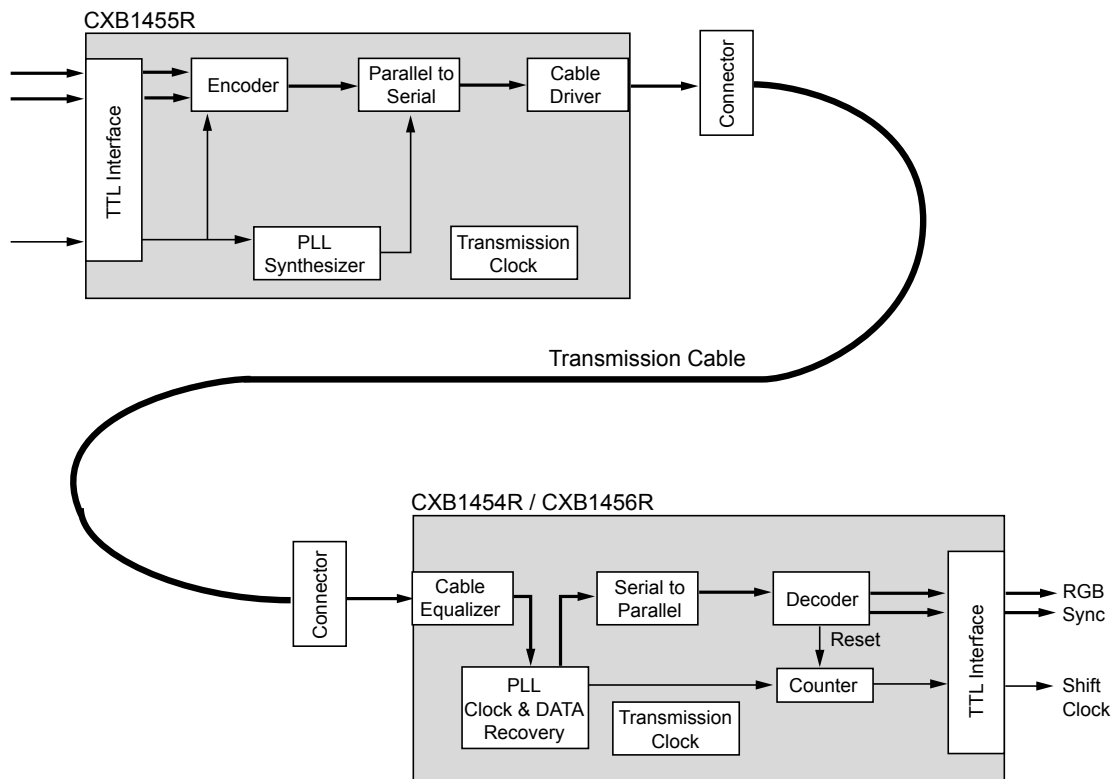 CXB1455R
TTL Interface
Encoder
Parallel to
Serial
Cable
Driver
Connector
PLL
Synthesizer
Transmission
Clock
Transmission Cable
CXB1454R / CXB1456R
Connector
Cable
Equalizer
Serial to
Parallel
Decoder
Reset
PLL
Clock & DATA
Recovery
Transmission
Clock
Counter
TTL Interface
RGB
Sync
Shift
Clock